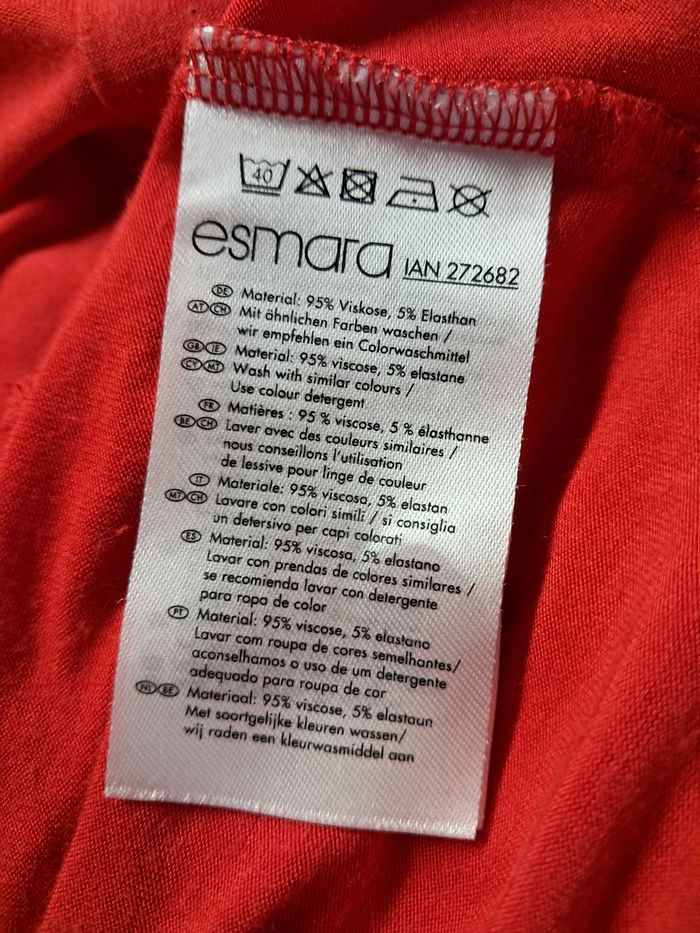 40
esmara IAN 272682
DE Material: 95% Viskose, 5% Elasthan
AT CH Mit ähnlichen Farben waschen /
wir empfehlen ein Colorwaschmittel
GB IE Material: 95% viscose, 5% elastane
CY MT Wash with similar colours /
Use colour detergent
FR Matières : 95 % viscose, 5 % élasthanne
BE CH Laver avec des couleurs similaires /
nous conseillons l'utilisation
de lessive pour linge de couleur
IT Materiale: 95% viscosa, 5% elastan
MT CH Lavare con colori simili / si consiglia
un detersivo per capi colorati
ES Material: 95% viscosa, 5% elastano
Lavar con prendas de colores similares /
se recomienda lavar con detergente
para ropa de color
PT Material: 95% viscose, 5% elastano
Lavar com roupa de cores semelhantes/
aconselhamos o uso de um detergente
adequado para roupa de cor
NL BE Materiaal: 95% viscose, 5% elastaun
Met soortgelijke kleuren wassen/
wij raden een kleurwasmiddel aan